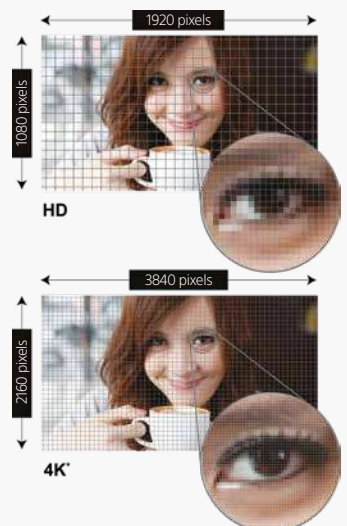 1920 pixels
1080 pixels
HD
3840 pixels
2160 pixels
4K*